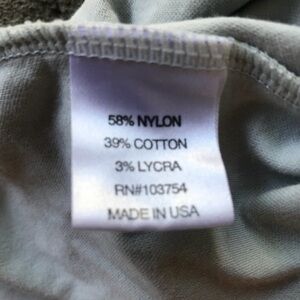 58% NYLON
39% COTTON
3% LYCRA
RN#103754
MADE IN USA